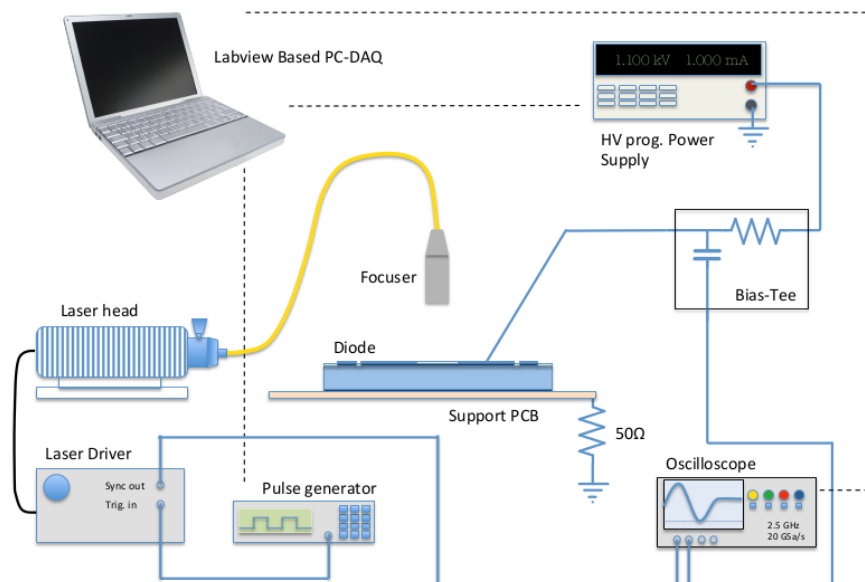 Labview Based PC-DAQ
1.100 kV 1.000 mA
HV prog. Power
Supply
Focuser
Bias-Tee
Laser head
Diode
Support PCB
50Ω
Laser Driver
Sync out
Trig. in
Pulse generator
Oscilloscope
2.5 GHz
20 GSa/s